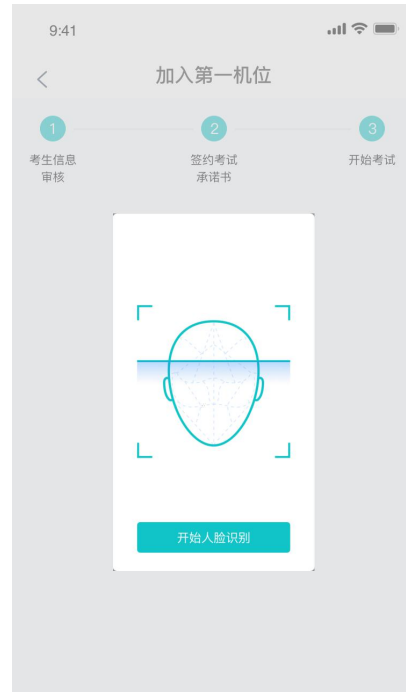 9:41
加入第一机位
1
2
3
考生信息
审核
签约考试
承诺书
开始考试
开始人脸识别